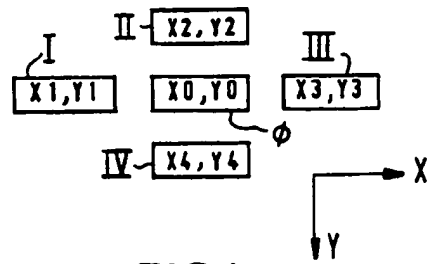 II X2,Y2
I III
X1,Y1 X0,Y0 X3,Y3
φ
IV X4,Y4
X
Y